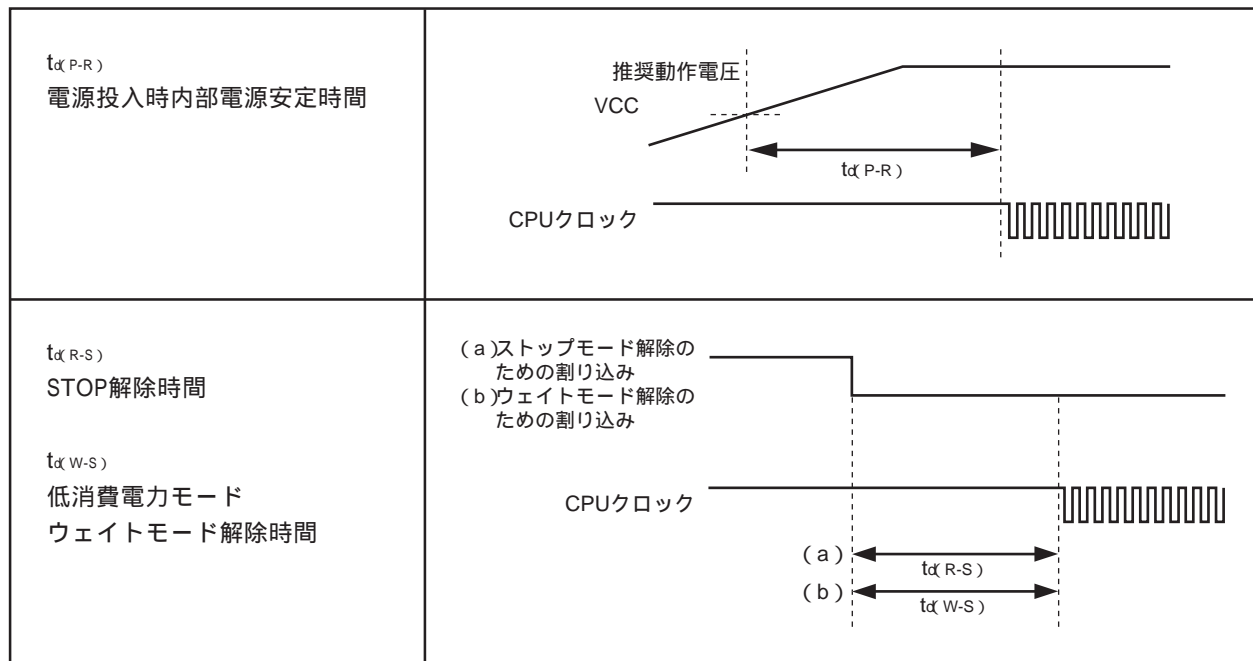 td(P-R)
電源投入時内部電源安定時間
推奨動作電圧
VCC
td(P-R)
CPUクロック
td(R-S)
STOP解除時間
td(W-S)
低消費電力モード
ウェイトモード解除時間
(a)ストップモード解除の
ための割り込み
(b)ウェイトモード解除の
ための割り込み
CPUクロック
(a)
td(R-S)
(b)
td(W-S)